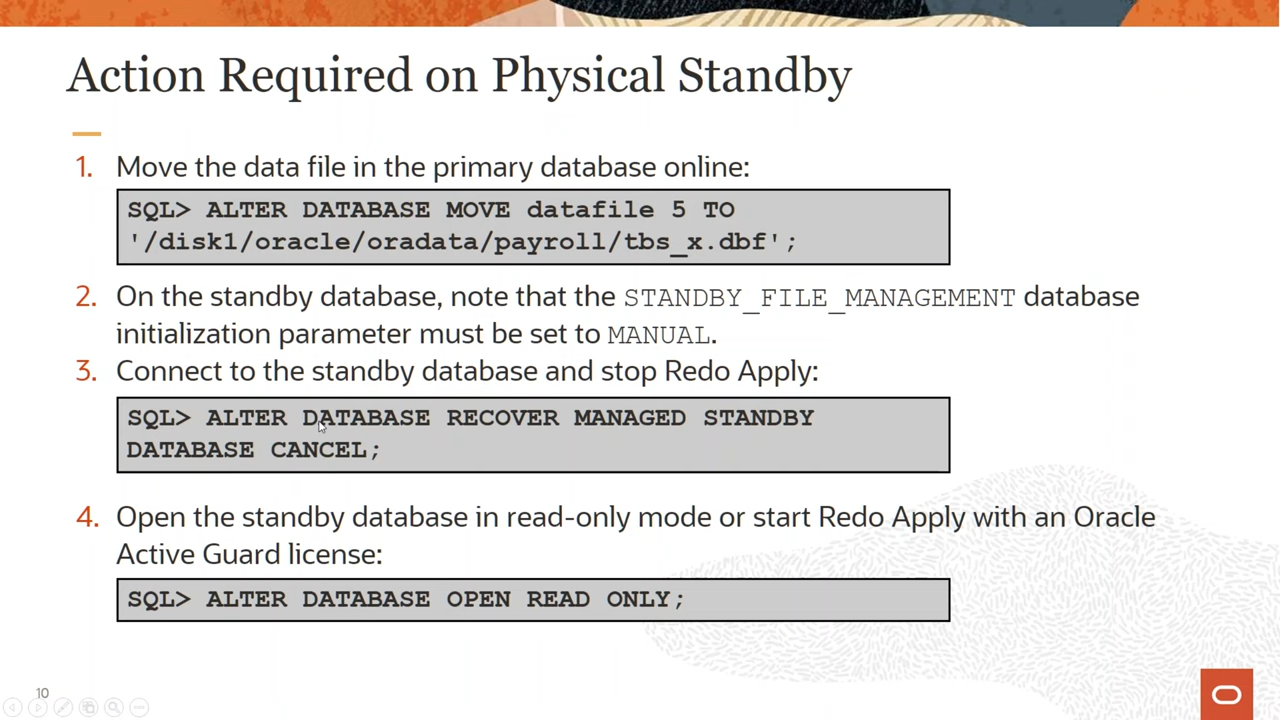 Action Required on Physical Standby
1. Move the data file in the primary database online:
SQL> ALTER DATABASE MOVE datafile 5 TO
'/disk1/oracle/oradata/payroll/tbs_x.dbf';
2. On the standby database, note that the STANDBY_FILE_MANAGEMENT database
initialization parameter must be set to MANUAL.
3. Connect to the standby database and stop Redo Apply:
SQL> ALTER DATABASE RECOVER MANAGED STANDBY
DATABASE CANCEL;
4. Open the standby database in read-only mode or start Redo Apply with an Oracle
Active Guard license:
SQL> ALTER DATABASE OPEN READ ONLY;
10